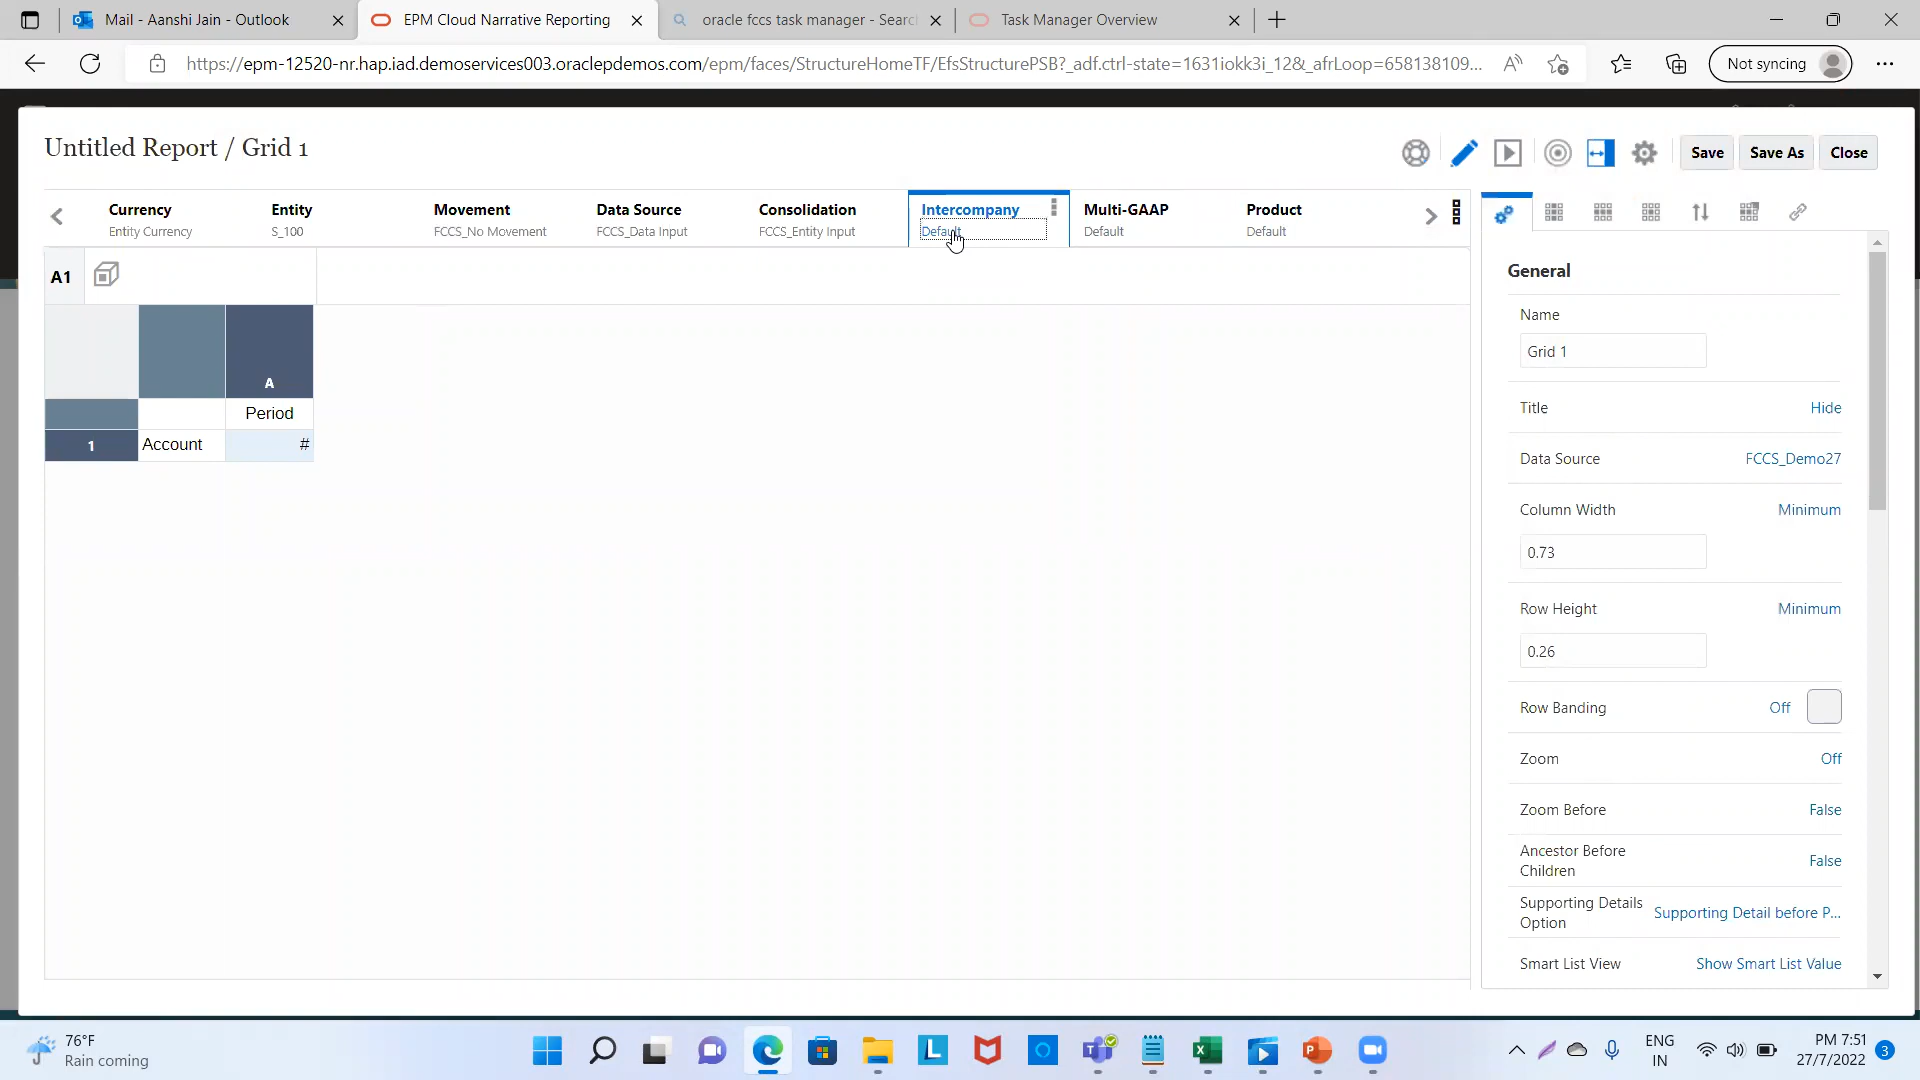 Mail - Aanshi Jain - Outlook
EPM Cloud Narrative Reporting
oracle fccs task manager - Searc
Task Manager Overview
https://epm-12520-nr.hap.iad.demoservices003.oraclepdemos.com/epm/faces/StructureHomeTF/EfsStructurePSB?_adf.ctrl-state=1631iokk3i_12&_afrLoop=658138109...
Not syncing
Untitled Report / Grid 1
Save
Save As
Close
Currency
Entity Currency
Entity
S_100
Movement
FCCS_No Movement
Data Source
FCCS_Data Input
Consolidation
FCCS_Entity Input
Intercompany
Default
Multi-GAAP
Default
Product
Default
A1
A
Period
1
Account
#
General
Name
Grid 1
Title
Hide
Data Source
FCCS_Demo27
Column Width
Minimum
0.73
Row Height
Minimum
0.26
Row Banding
Off
Zoom
Off
Zoom Before
False
Ancestor Before
Children
False
Supporting Details
Option
Supporting Detail before P...
Smart List View
Show Smart List Value
76°F
Rain coming
ENG
IN
PM 7:51
27/7/2022
3